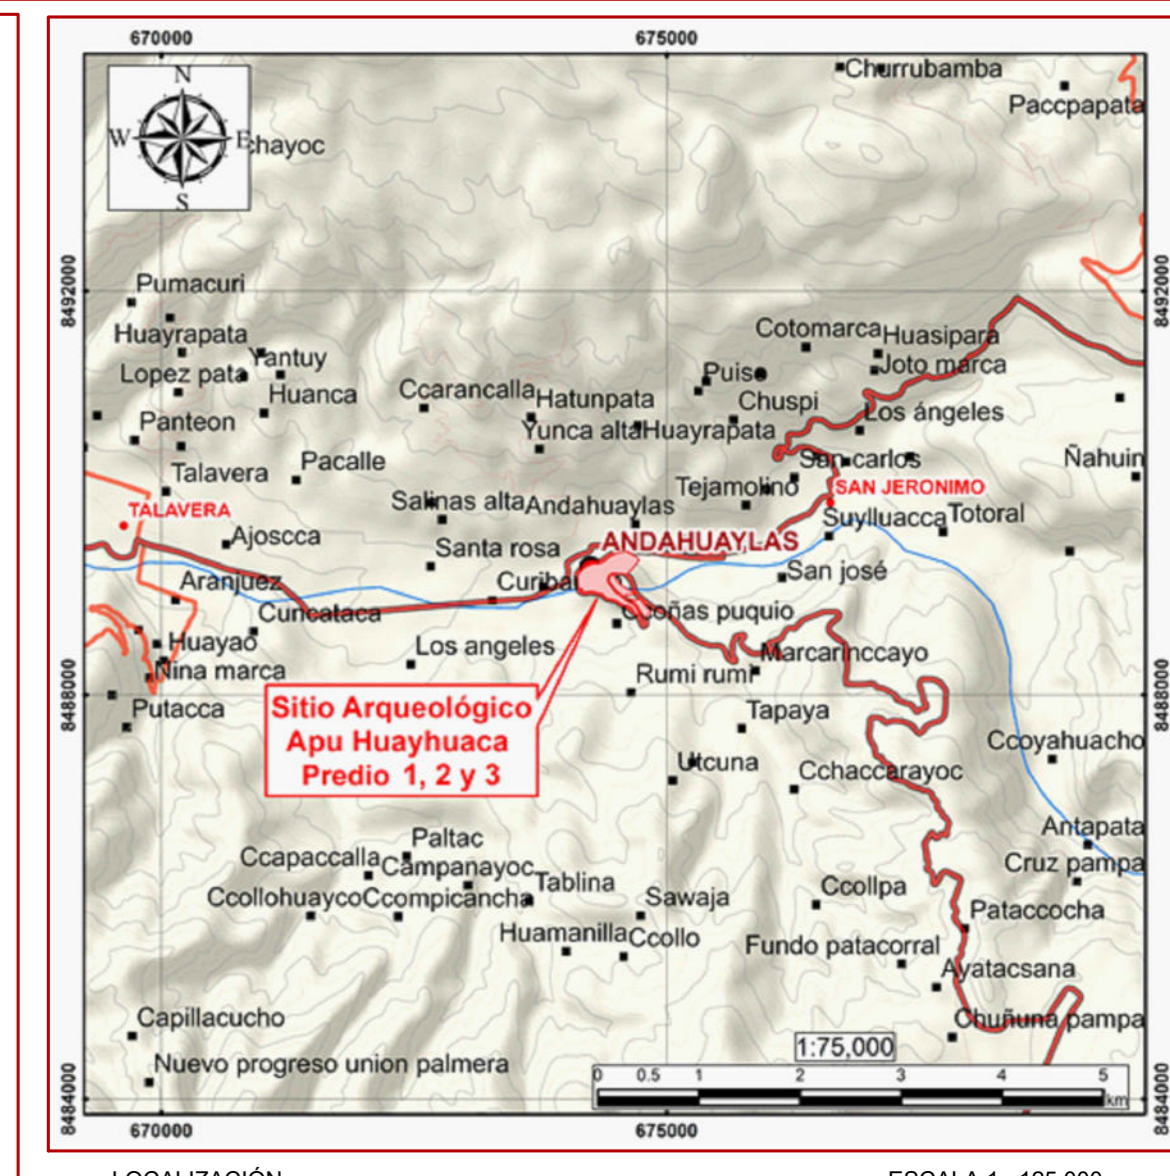 670000 675000
N
W E
S
chayoc
Churrubamba
Paccpapata
8492000 8492000
Pumacuri
Huayrapata
Yantuy
Lopez pata
Huanca
Panteon
Talavera
TALAVERA
Pacalle
Ajoscca
Ccarancalla
Hatunpata
Yunca alta
Huayrapata
Salinas alta
Andahuaylas
Santa rosa
Cotomarca
Huasipara
Joto marca
Puiso
Chuspi
Los ángeles
San carlos
Tejamolino
SAN JERONIMO
Ñahuin
Suylluacca
Totoral
ANDAHUAYLAS
San josé
Aranjuez
Cuncataca
Huayao
Nina marca
Putacca
Los angeles
Ccoñas puquio
Marcarinccayo
Rumi rumi
Tapaya
8488000 8488000
Sitio Arqueológico
Apu Huayhuaca
Predio 1, 2 y 3
Utcuna
Cchaccarayoc
Ccoyahuacho
Antapata
Cruz pampa
Paltac
Ccapaccalla
Campanayoc
Ccollohuayco
Ccompicancha
Tablina
Sawaja
Ccollpa
Pataccocha
Huamanilla
Ccollo
Fundo patacorral
Ayatacsana
Capillacucho
Chuñuna pampa
Nuevo progreso union palmera
1:75,000
0 0.5 1 2 3 4 5
km
8484000 8484000
670000 675000